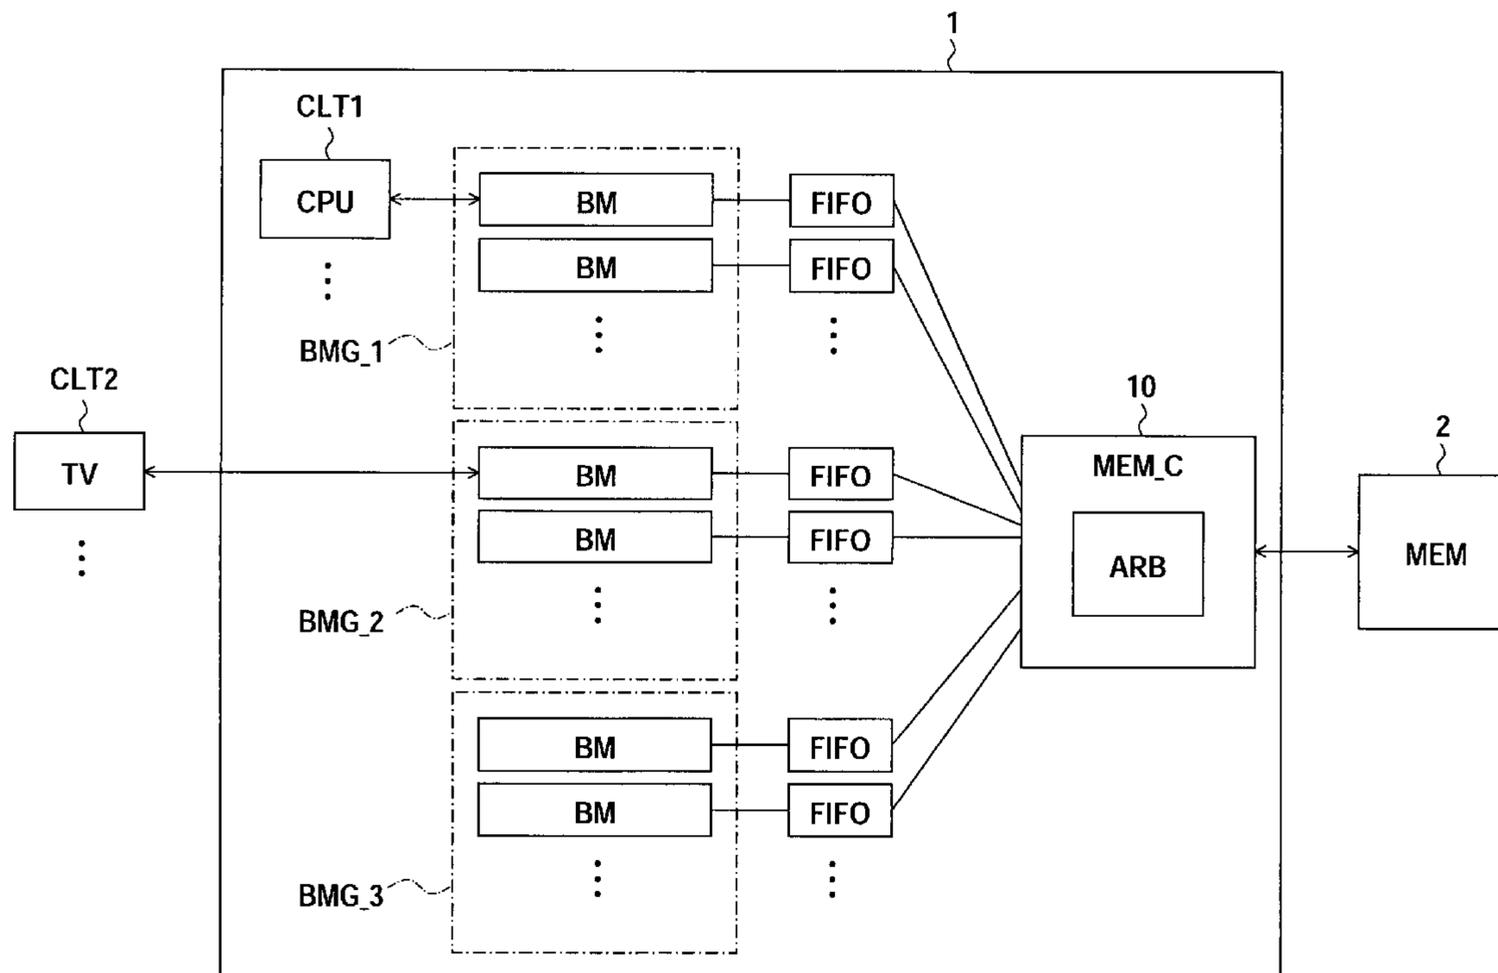 1
CLT1
CPU
BM
FIFO
BM
FIFO
BMG_1
CLT2
TV
BM
FIFO
10
MEM_C
ARB
2
MEM
BM
FIFO
BMG_2
BM
FIFO
BM
FIFO
BMG_3